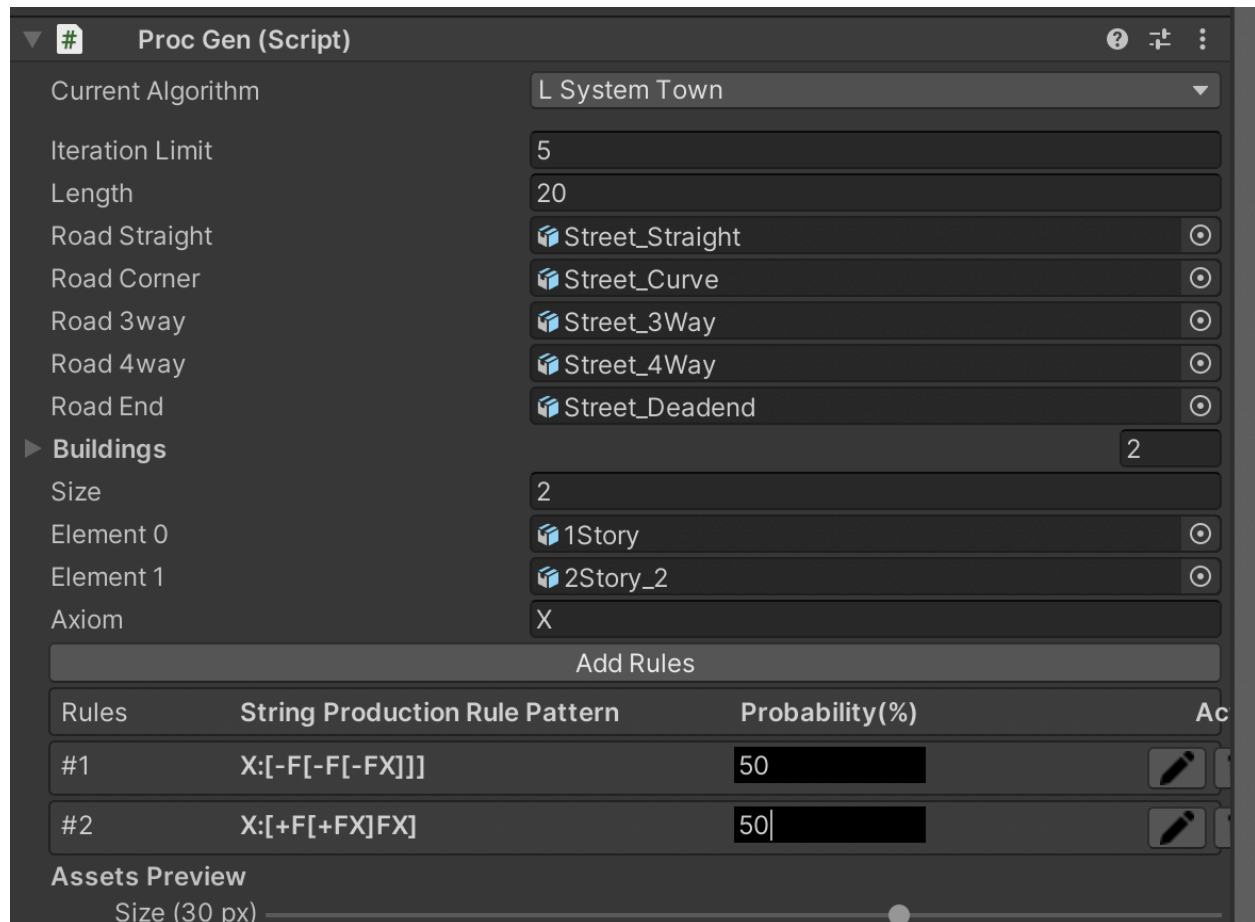 # Proc Gen (Script)
Current Algorithm L System Town
Iteration Limit 5
Length 20
Road Straight Street_Straight
Road Corner Street_Curve
Road 3way Street_3Way
Road 4way Street_4Way
Road End Street_Deadend
Buildings 2
Size 2
Element 0 1Story
Element 1 2Story_2
Axiom X
Add Rules
Rules String Production Rule Pattern Probability(%) Ac
#1 X:[-F[-F[-FX]]] 50
#2 X:[+F[+FX]FX] 50
Assets Preview
Size (30 px)